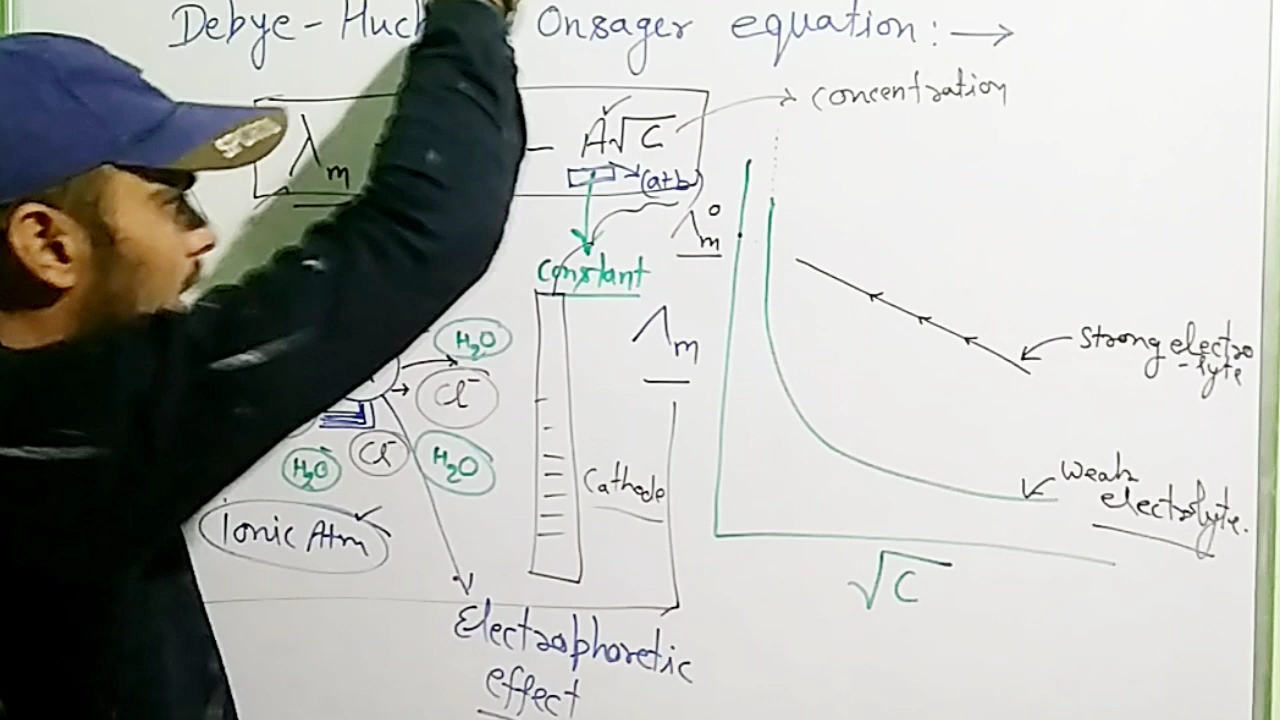 Debye - Huc Onsager equation : →
λm - A√C
concentration
(a+b)
Λ°m
Constant
Λm
H₂O
Cl⁻
Cl⁻
H₂O
H₂O
Cathode
Ionic Atm
Strong electro
-lyte
Weak
electrolyte.
√C
Electrophoretic
effect